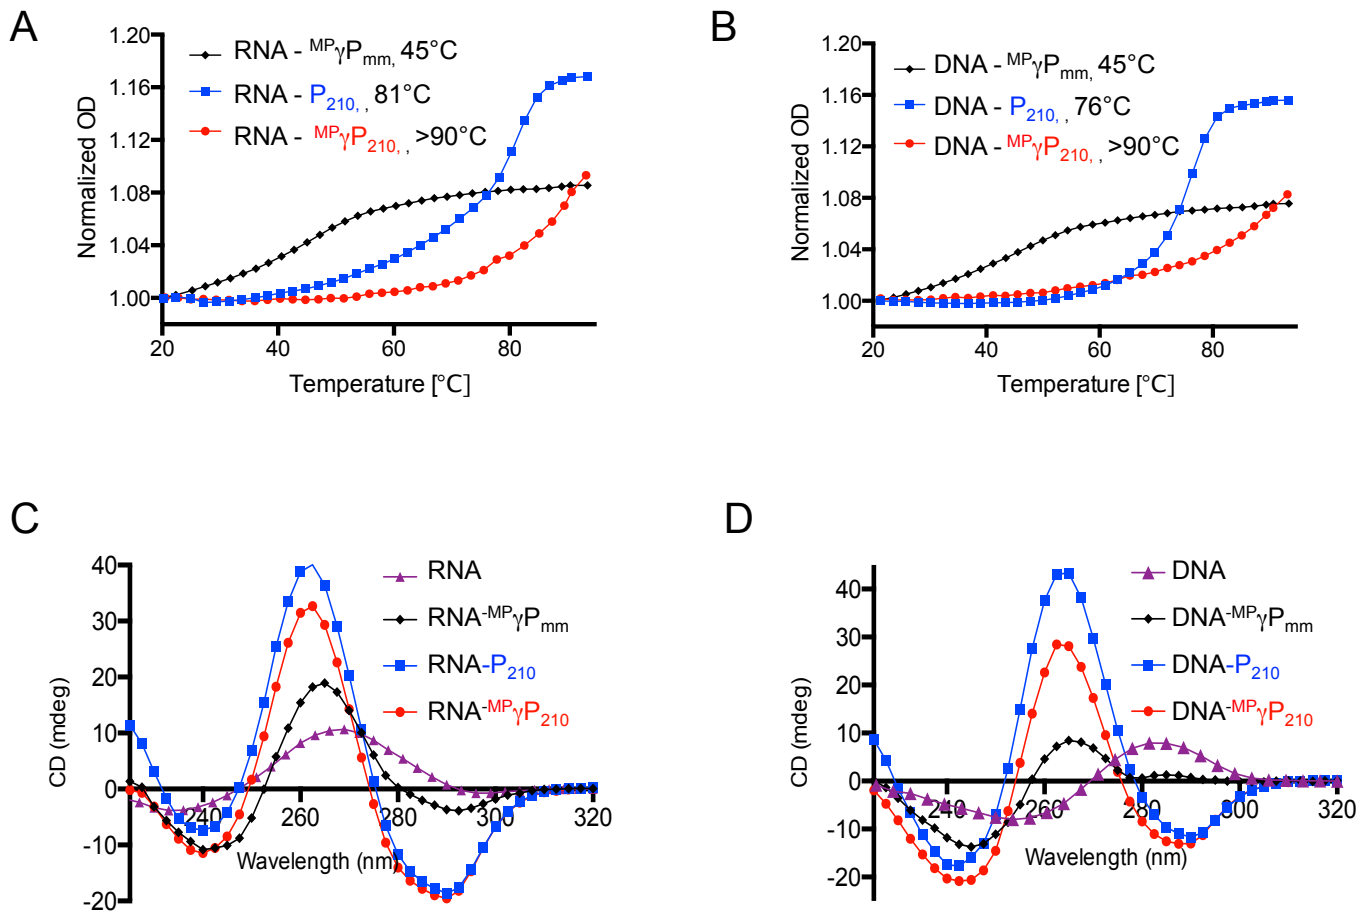 A
1.20
1.16
1.12
1.08
1.04
1.00
Normalized OD
RNA - MPγPmm, 45°C
RNA - P210, , 81°C
RNA - MPγP210, , >90°C
20 40 60 80
Temperature [°C]
B
1.20
1.16
1.12
1.08
1.04
1.00
Normalized OD
DNA - MPγPmm, 45°C
DNA - P210, , 76°C
DNA - MPγP210, , >90°C
20 40 60 80
Temperature [°C]
C
40
30
20
10
0
-10
-20
CD (mdeg)
RNA
RNA-MPγPmm
RNA-P210
RNA-MPγP210
240 260 280 300 320
Wavelength (nm)
D
40
30
20
10
0
-10
-20
CD (mdeg)
DNA
DNA-MPγPmm
DNA-P210
DNA-MPγP210
240 260 280 300 320
Wavelength (nm)